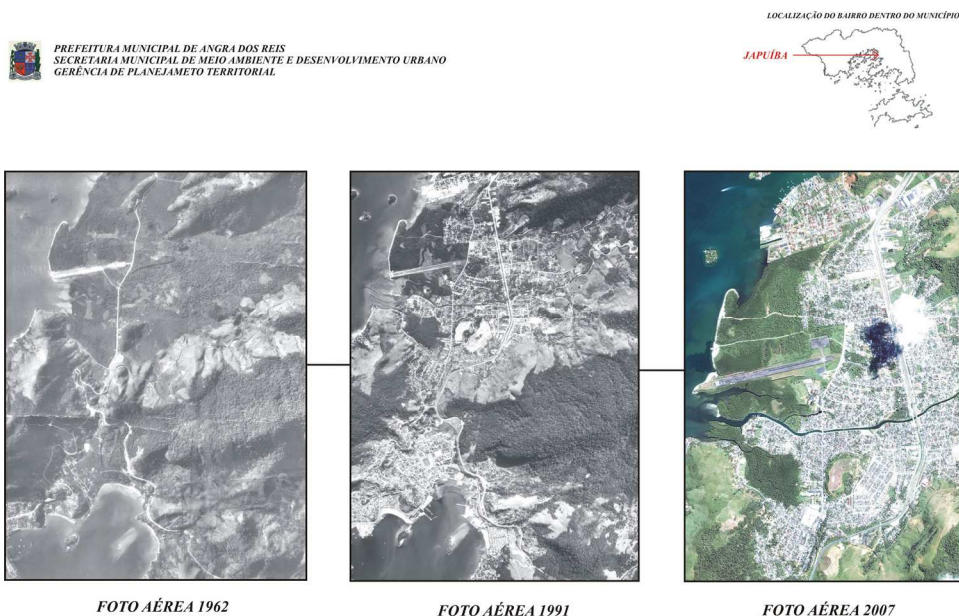 LOCALIZAÇÃO DO BAIRRO DENTRO DO MUNICÍPIO
PREFEITURA MUNICIPAL DE ANGRA DOS REIS
SECRETARIA MUNICIPAL DE MEIO AMBIENTE E DESENVOLVIMENTO URBANO
GERÊNCIA DE PLANEJAMETO TERRITORIAL
JAPUÍBA
FOTO AÉREA 1962
FOTO AÉREA 1991
FOTO AÉREA 2007